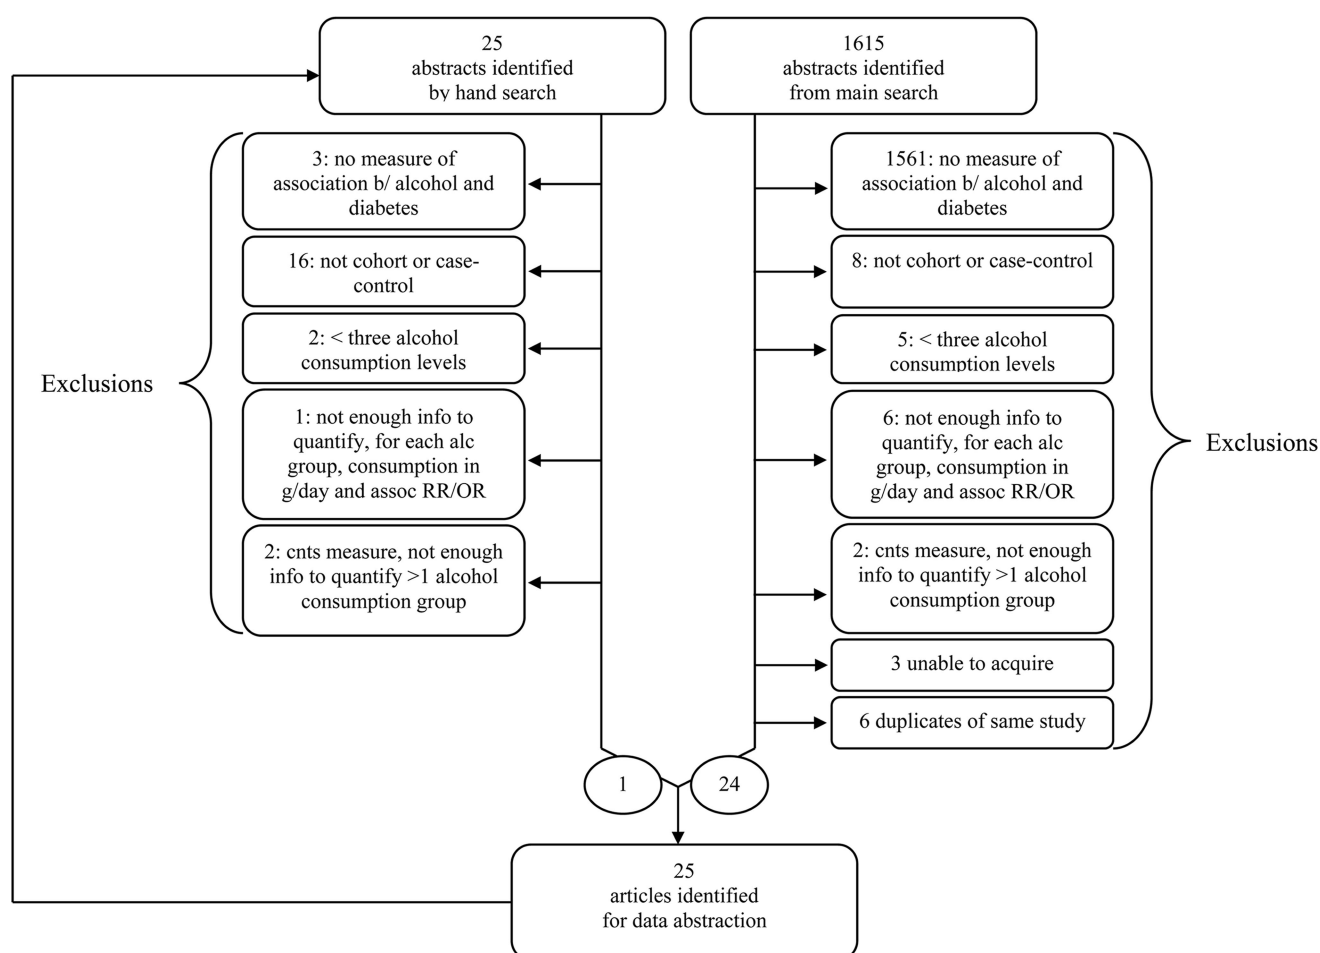 25
abstracts identified
by hand search
1615
abstracts identified
from main search
Exclusions
3: no measure of
association b/ alcohol and
diabetes
16: not cohort or case-
control
2: < three alcohol
consumption levels
1: not enough info to
quantify, for each alc
group, consumption in
g/day and assoc RR/OR
2: cnts measure, not enough
info to quantify >1 alcohol
consumption group
1561: no measure of
association b/ alcohol and
diabetes
8: not cohort or case-control
5: < three alcohol
consumption levels
6: not enough info to
quantify, for each alc
group, consumption in
g/day and assoc RR/OR
2: cnts measure, not enough
info to quantify >1 alcohol
consumption group
3 unable to acquire
6 duplicates of same study
Exclusions
1
24
25
articles identified
for data abstraction